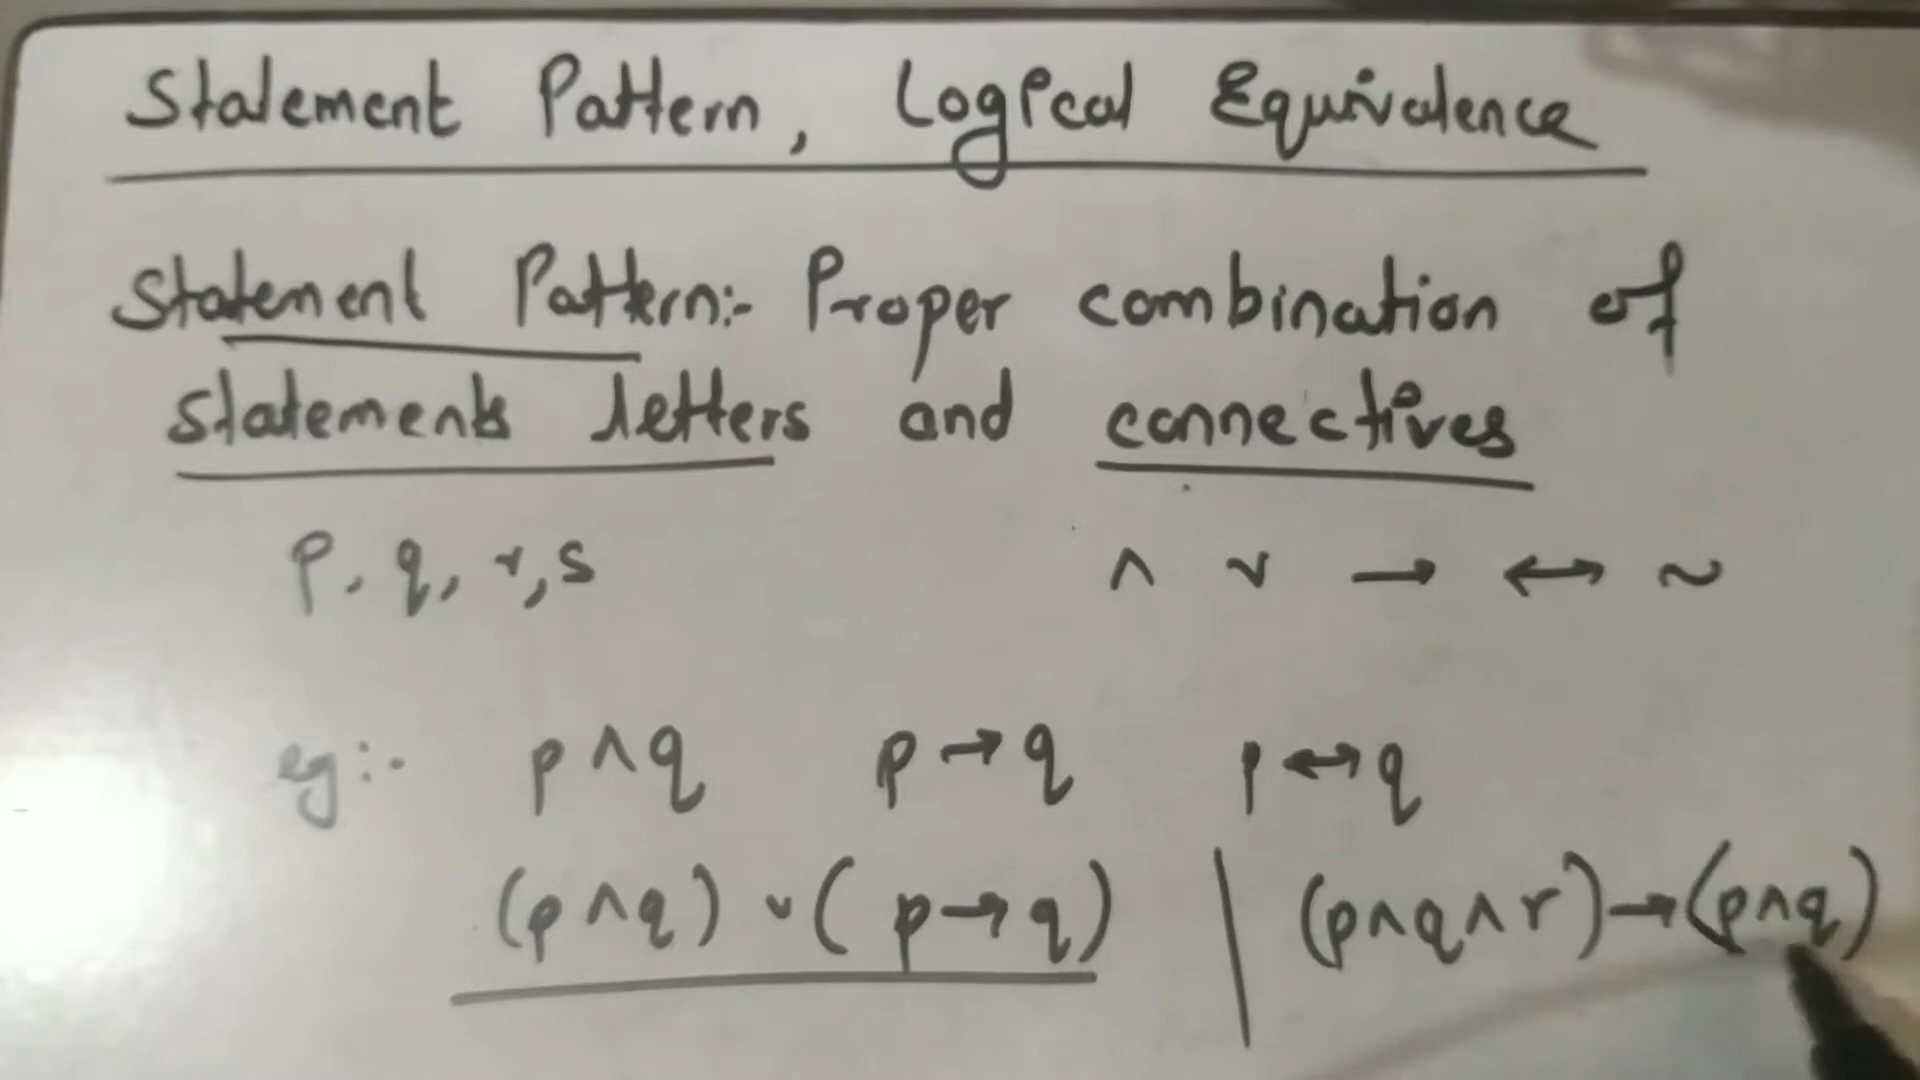 Statement Pattern, Logical Equivalence
Statement Pattern:- Proper combination of
statements letters and connectives
p, q, r, s ∧ ∨ → ↔ ~
eg:- p∧q p→q p↔q
(p∧q) ∨ (p→q) | (p∧q∧r)→(p∧q)